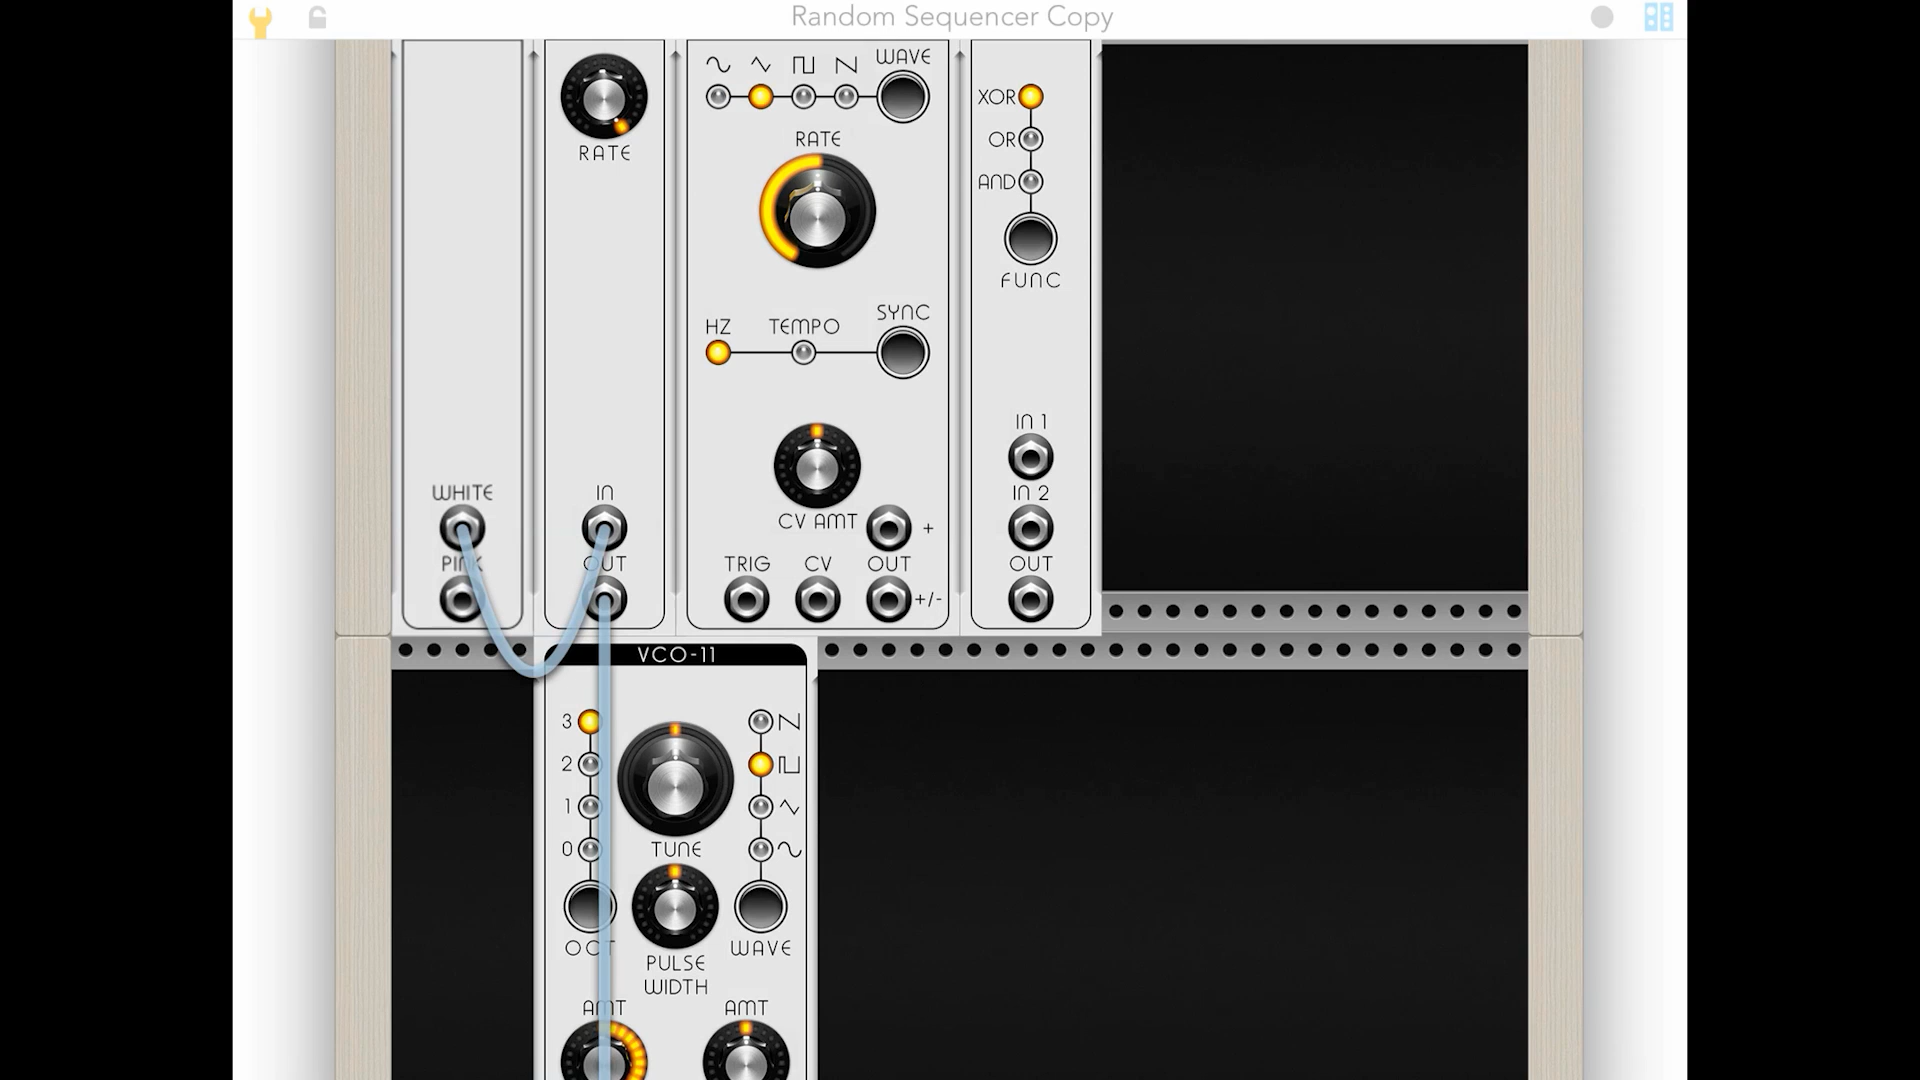 Random Sequencer Copy
WAVE
RATE
XOR
OR
RATE
AND
FUNC
SYNC
HZ
TEMPO
IN 1
WHITE
IN
IN 2
CV AMT
+
PINK
OUT
TRIG
CV
OUT
OUT
+/-
VCO-11
3
2
1
0
TUNE
OCT
WAVE
PULSE
WIDTH
AMT
AMT